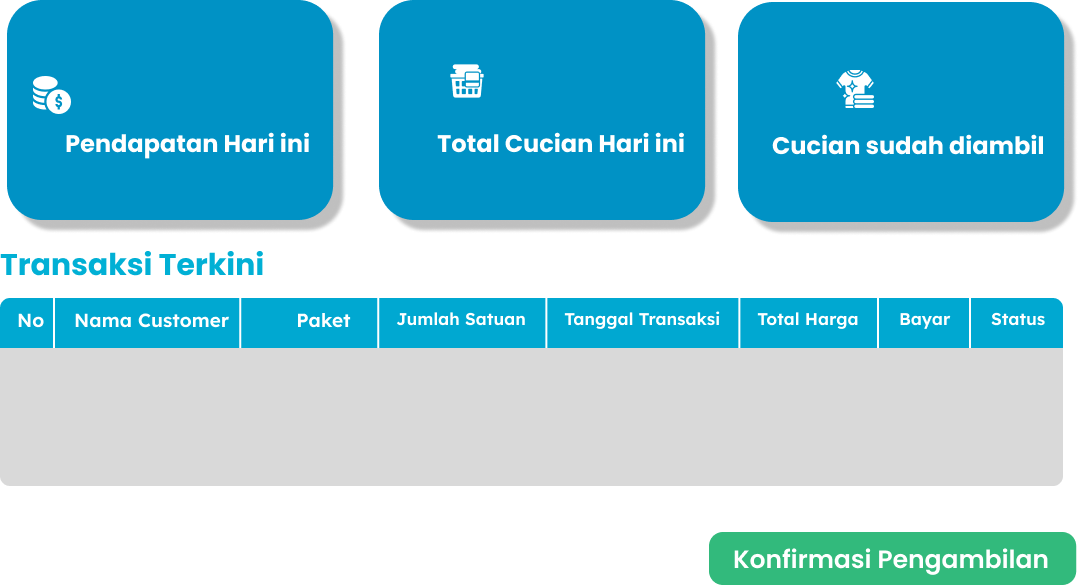 $
Pendapatan Hari ini
Total Cucian Hari ini
Cucian sudah diambil
Transaksi Terkini
No Nama Customer Paket Jumlah Satuan Tanggal Transaksi Total Harga Bayar Status
Konfirmasi Pengambilan